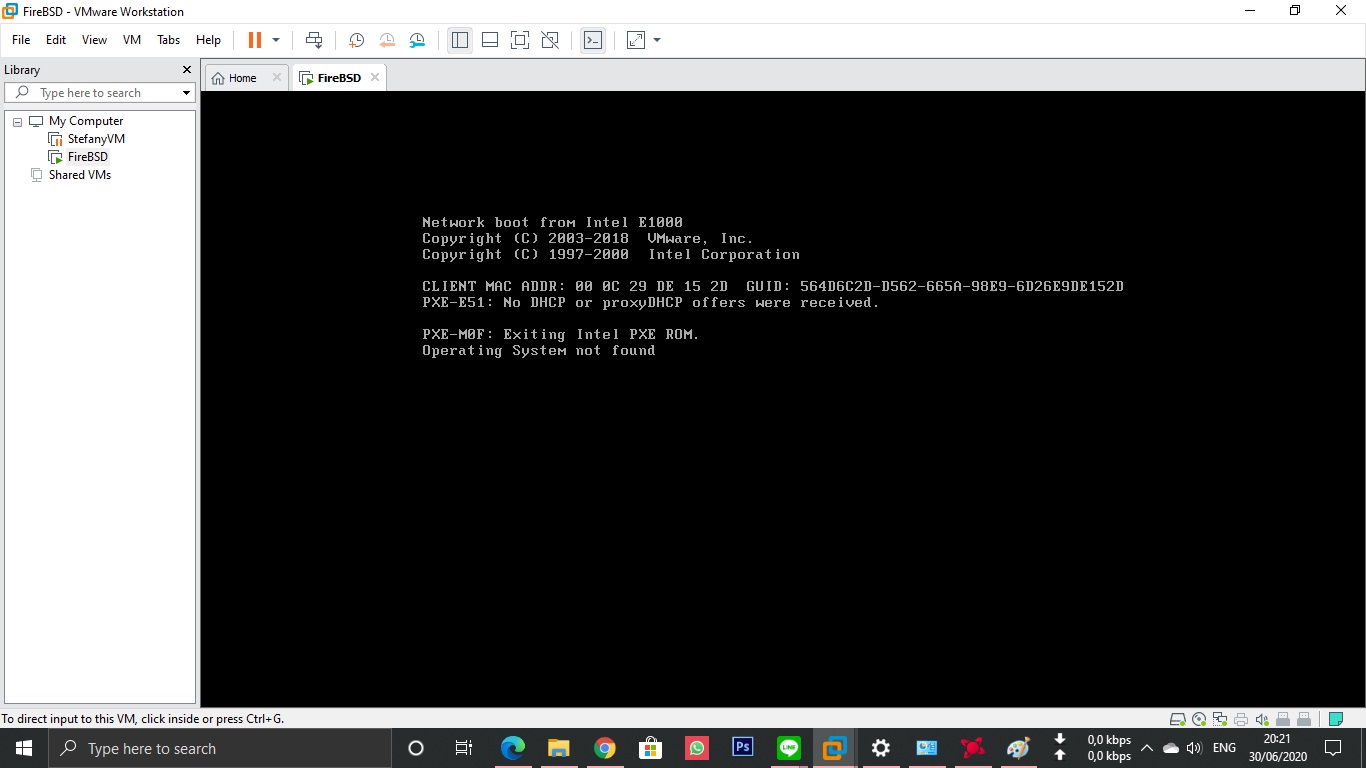 FireBSD - VMware Workstation
File Edit View VM Tabs Help
Library
Type here to search
Home
FireBSD
My Computer
StefanyVM
FireBSD
Shared VMs
Network boot from Intel E1000
Copyright (C) 2003-2018 VMware, Inc.
Copyright (C) 1997-2000 Intel Corporation
CLIENT MAC ADDR: 00 0C 29 DE 15 2D GUID: 564D6C2D-D562-665A-98E9-6D26E9DE152D
PXE-E51: No DHCP or proxyDHCP offers were received.
PXE-M0F: Exiting Intel PXE ROM.
Operating System not found
To direct input to this VM, click inside or press Ctrl+G.
Type here to search
Ps
LINE
0,0 kbps
0,0 kbps
ENG
20:21
30/06/2020